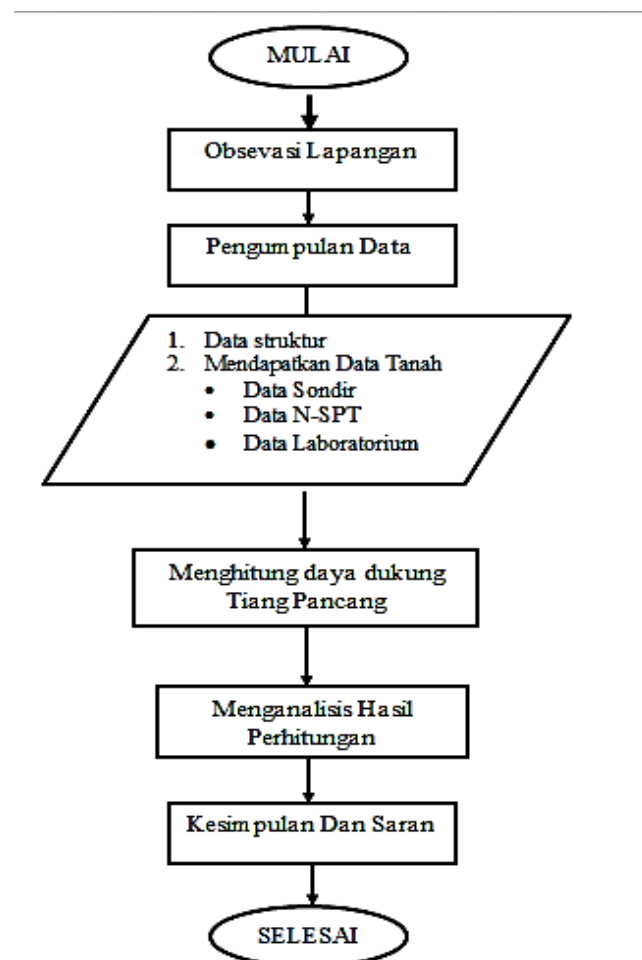 MULAI
Obsevasi Lapangan
Pengumpulan Data
1. Data struktur
2. Mendapatkan Data Tanah
• Data Sondir
• Data N-SPT
• Data Laboratorium
Menghitung daya dukung
Tiang Pancang
Menganalisis Hasil
Perhitungan
Kesimpulan Dan Saran
SELESAI